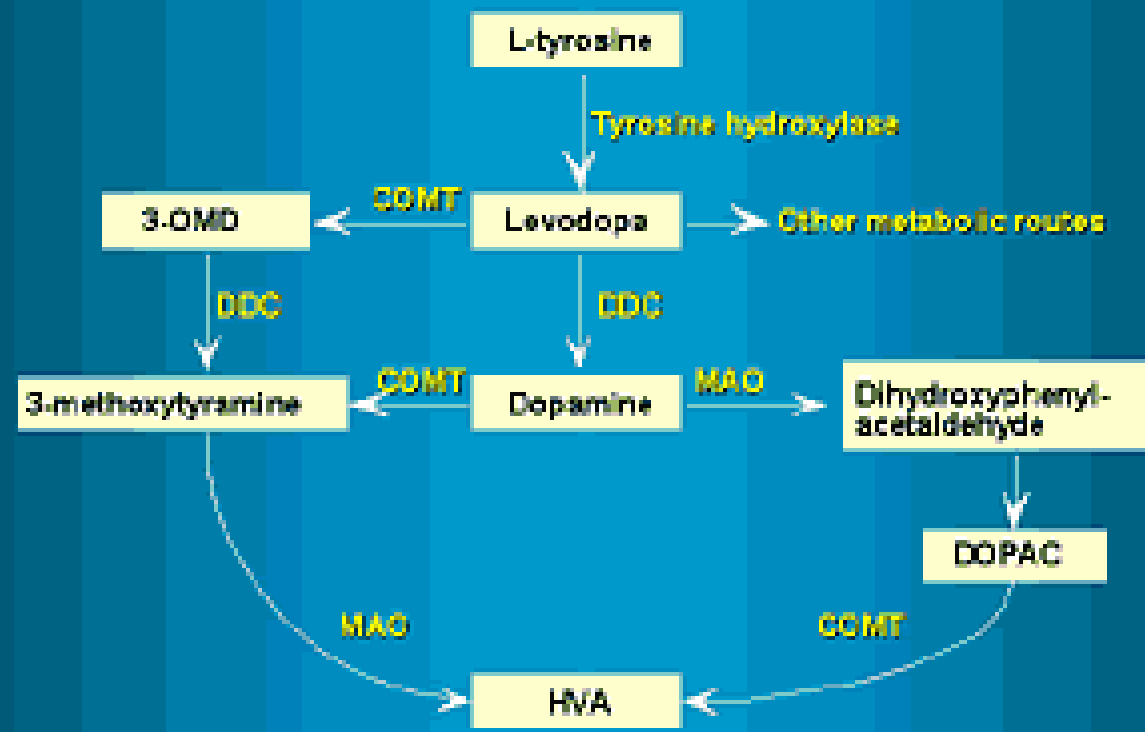 L-tyrosine
Tyrosine hydroxylase
3-OMD
COMT
Levodopa
Other metabolic routes
DDC
DDC
3-methoxytyramine
COMT
Dopamine
MAO
Dihydroxyphenyl-
acetaldehyde
DOPAC
MAO
COMT
HVA